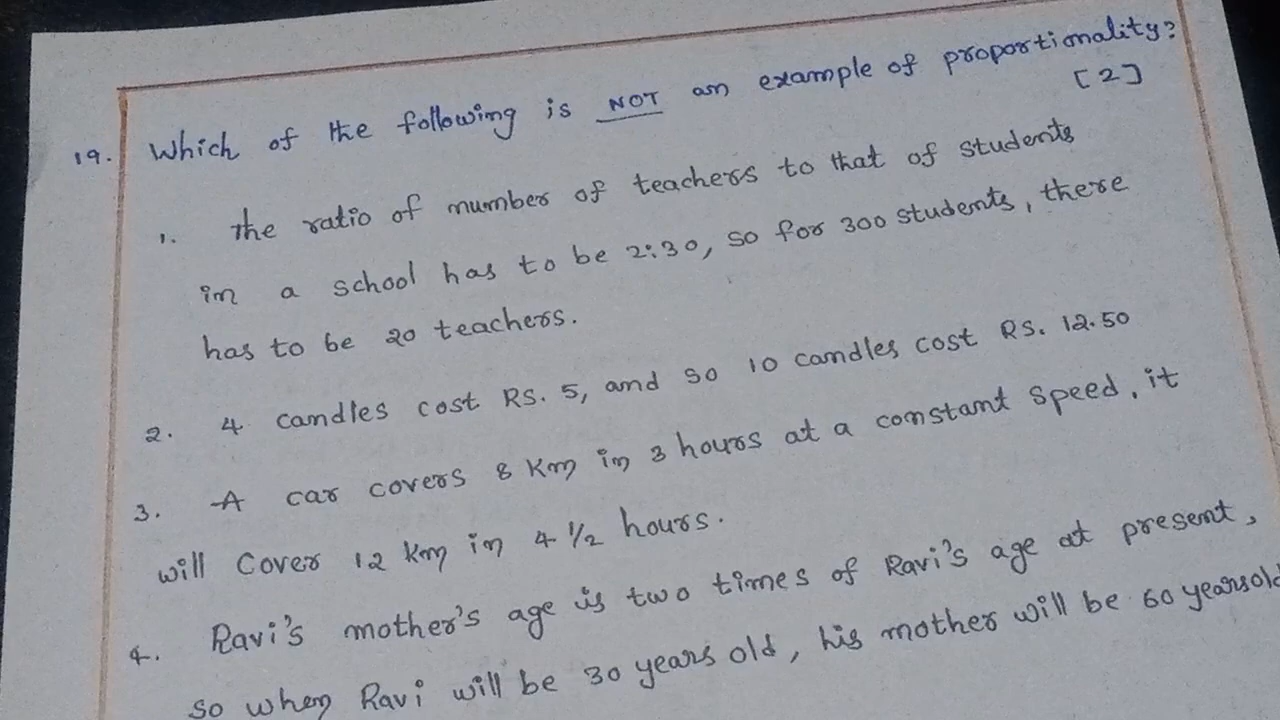 19. Which of the following is NOT an example of proportionality?
[2]
1. The ratio of number of teachers to that of students
in a school has to be 2:30, so for 300 students, there
has to be 20 teachers.
2. 4 candles cost RS. 5, and so 10 candles cost RS. 12.50
3. A car covers 8 Km in 3 hours at a constant speed, it
will cover 12 km in 4 1/2 hours.
4. Ravi's mother's age is two times of Ravi's age at present,
so when Ravi will be 30 years old, his mother will be 60 years old